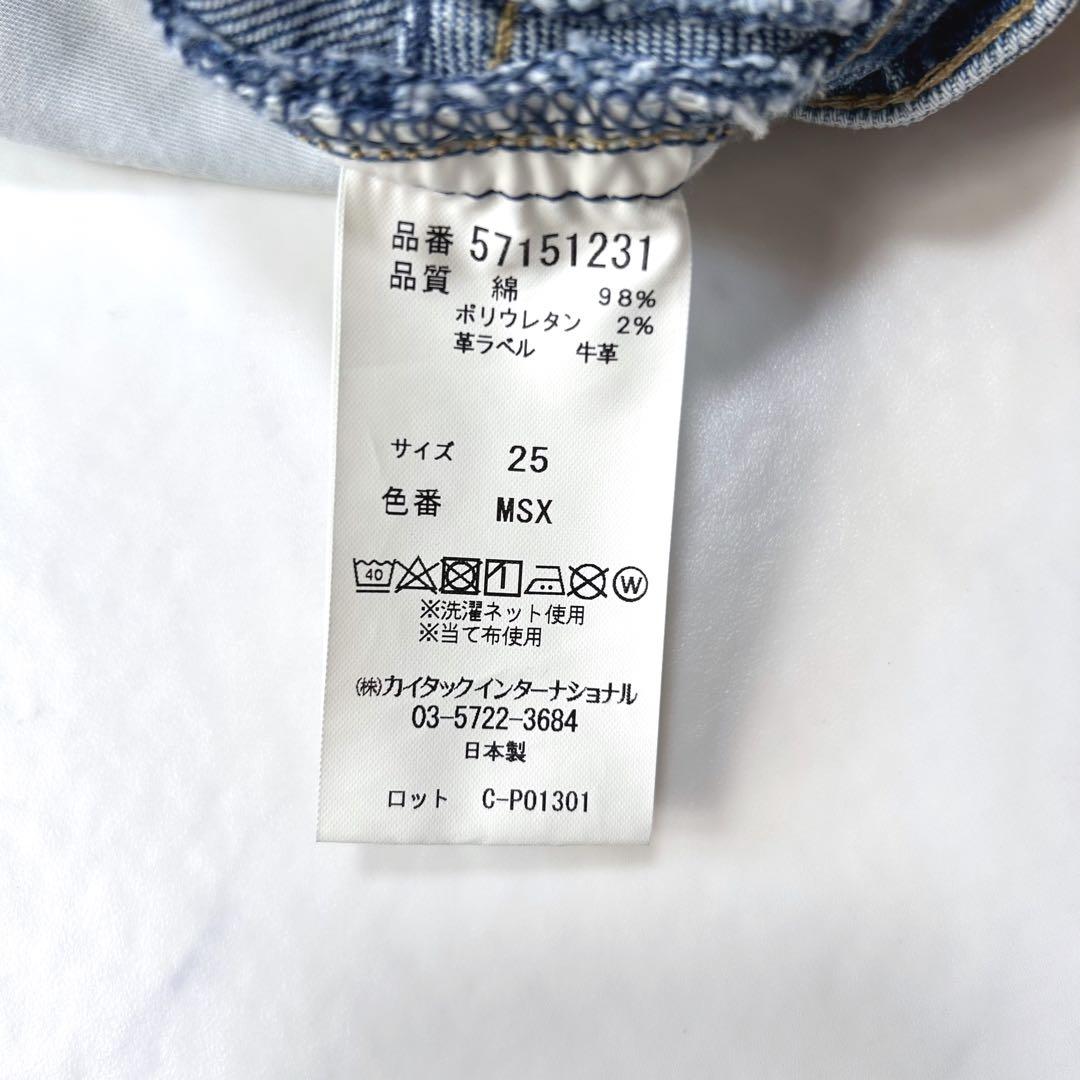 品番 57151231
品質 綿 98%
ポリウレタン 2%
革ラベル 牛革
サイズ 25
色番 MSX
40 W
※洗濯ネット使用
※当て布使用
(株)カイタックインターナショナル
03-5722-3684
日本製
ロット C-P01301